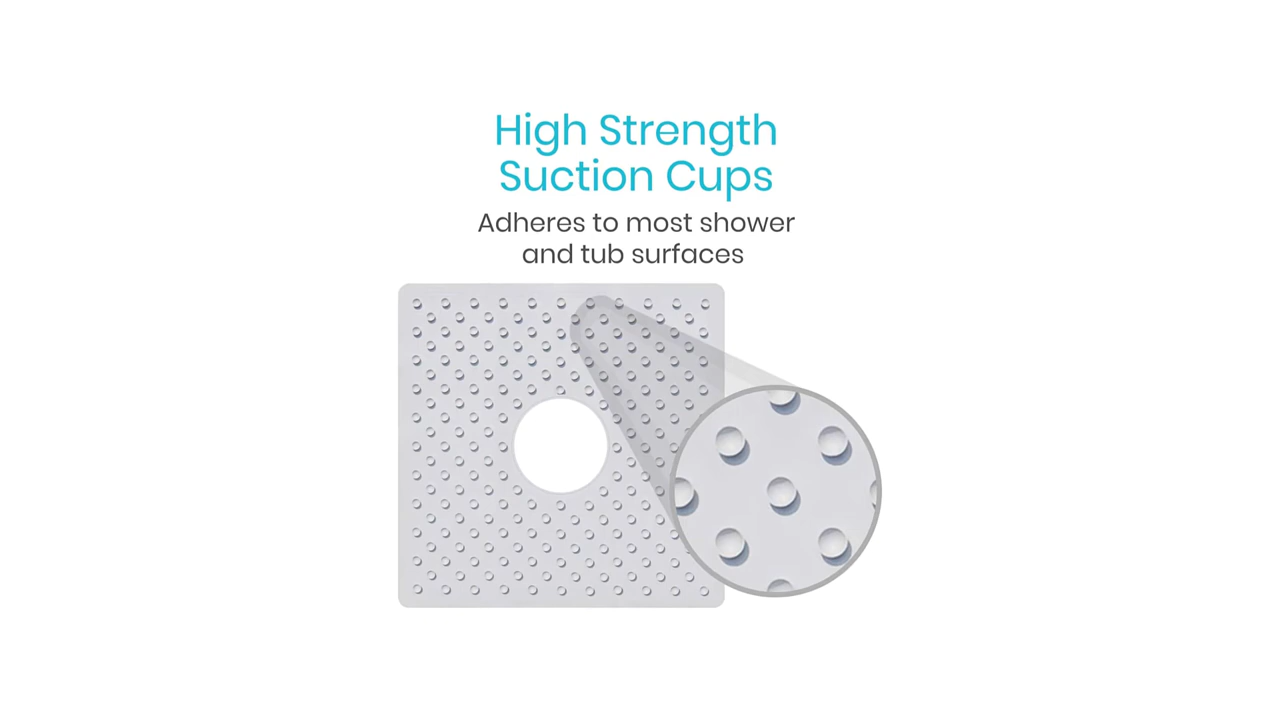 High Strength
Suction Cups
Adheres to most shower
and tub surfaces